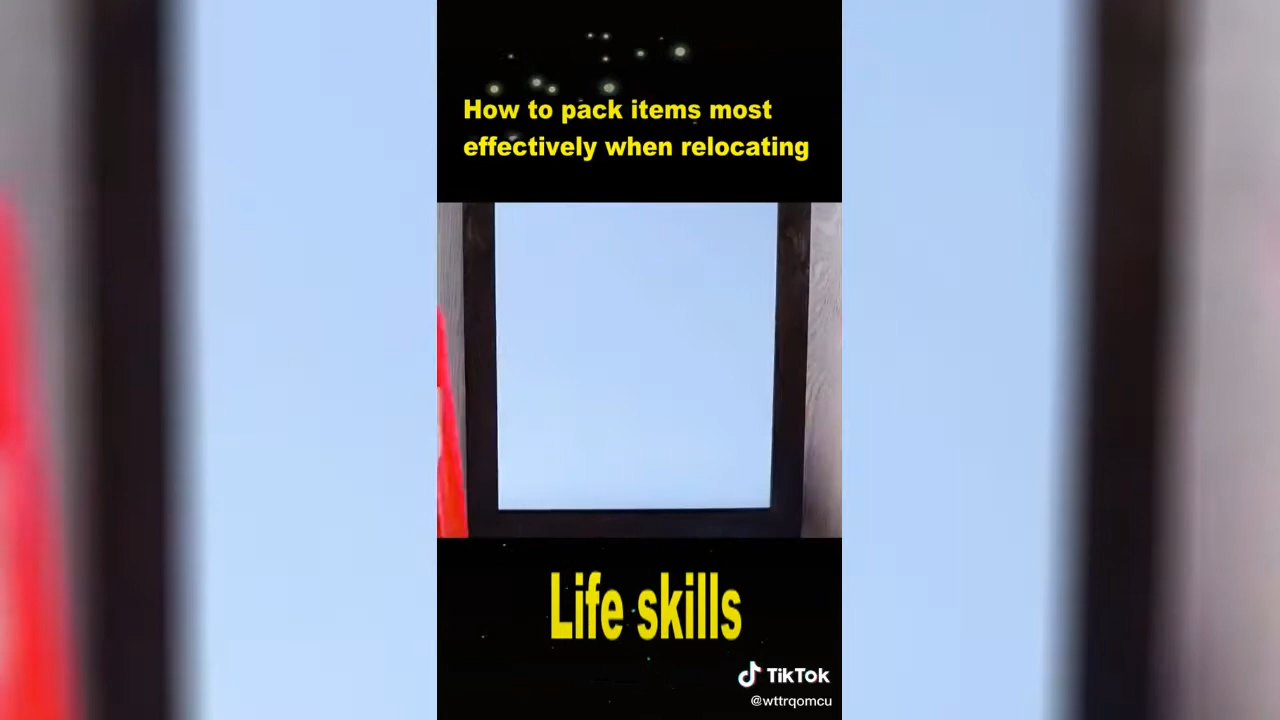 How to pack items most
effectively when relocating
Life skills
TikTok
@wttrqomcu